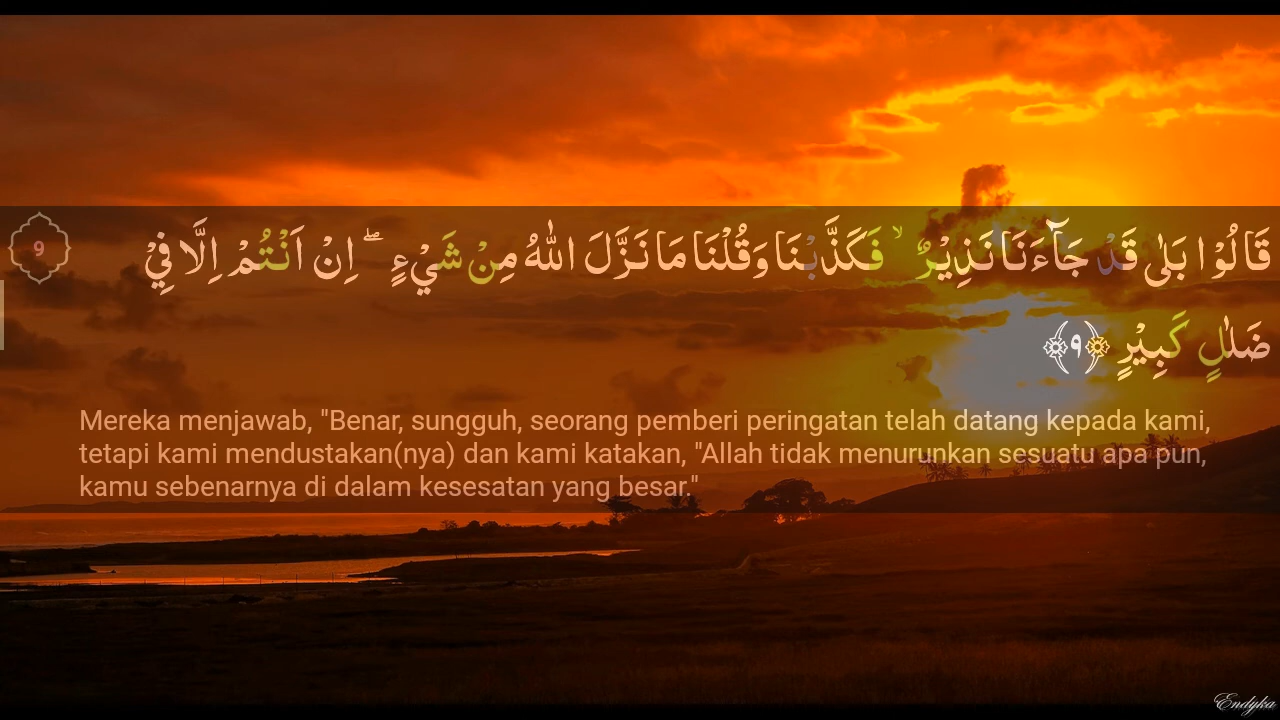 9
قَالُوْا بَلٰى قَدْ جَآءَنَا نَذِيْرٌ ۙ فَكَذَّبْنَا وَقُلْنَا مَا نَزَّلَ اللّٰهُ مِنْ شَيْءٍ ۖ اِنْ اَنْتُمْ اِلَّا فِيْ
ضَلٰلٍ كَبِيْرٍ ﴿٩﴾
Mereka menjawab, "Benar, sungguh, seorang pemberi peringatan telah datang kepada kami,
tetapi kami mendustakan(nya) dan kami katakan, "Allah tidak menurunkan sesuatu apa pun,
kamu sebenarnya di dalam kesesatan yang besar."
Endyka